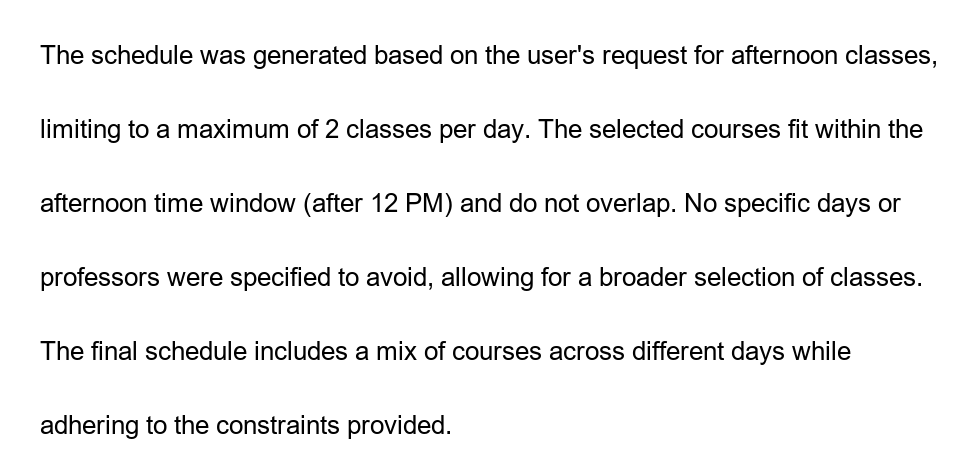 The schedule was generated based on the user's request for afternoon classes,
limiting to a maximum of 2 classes per day. The selected courses fit within the
afternoon time window (after 12 PM) and do not overlap. No specific days or
professors were specified to avoid, allowing for a broader selection of classes.
The final schedule includes a mix of courses across different days while
adhering to the constraints provided.